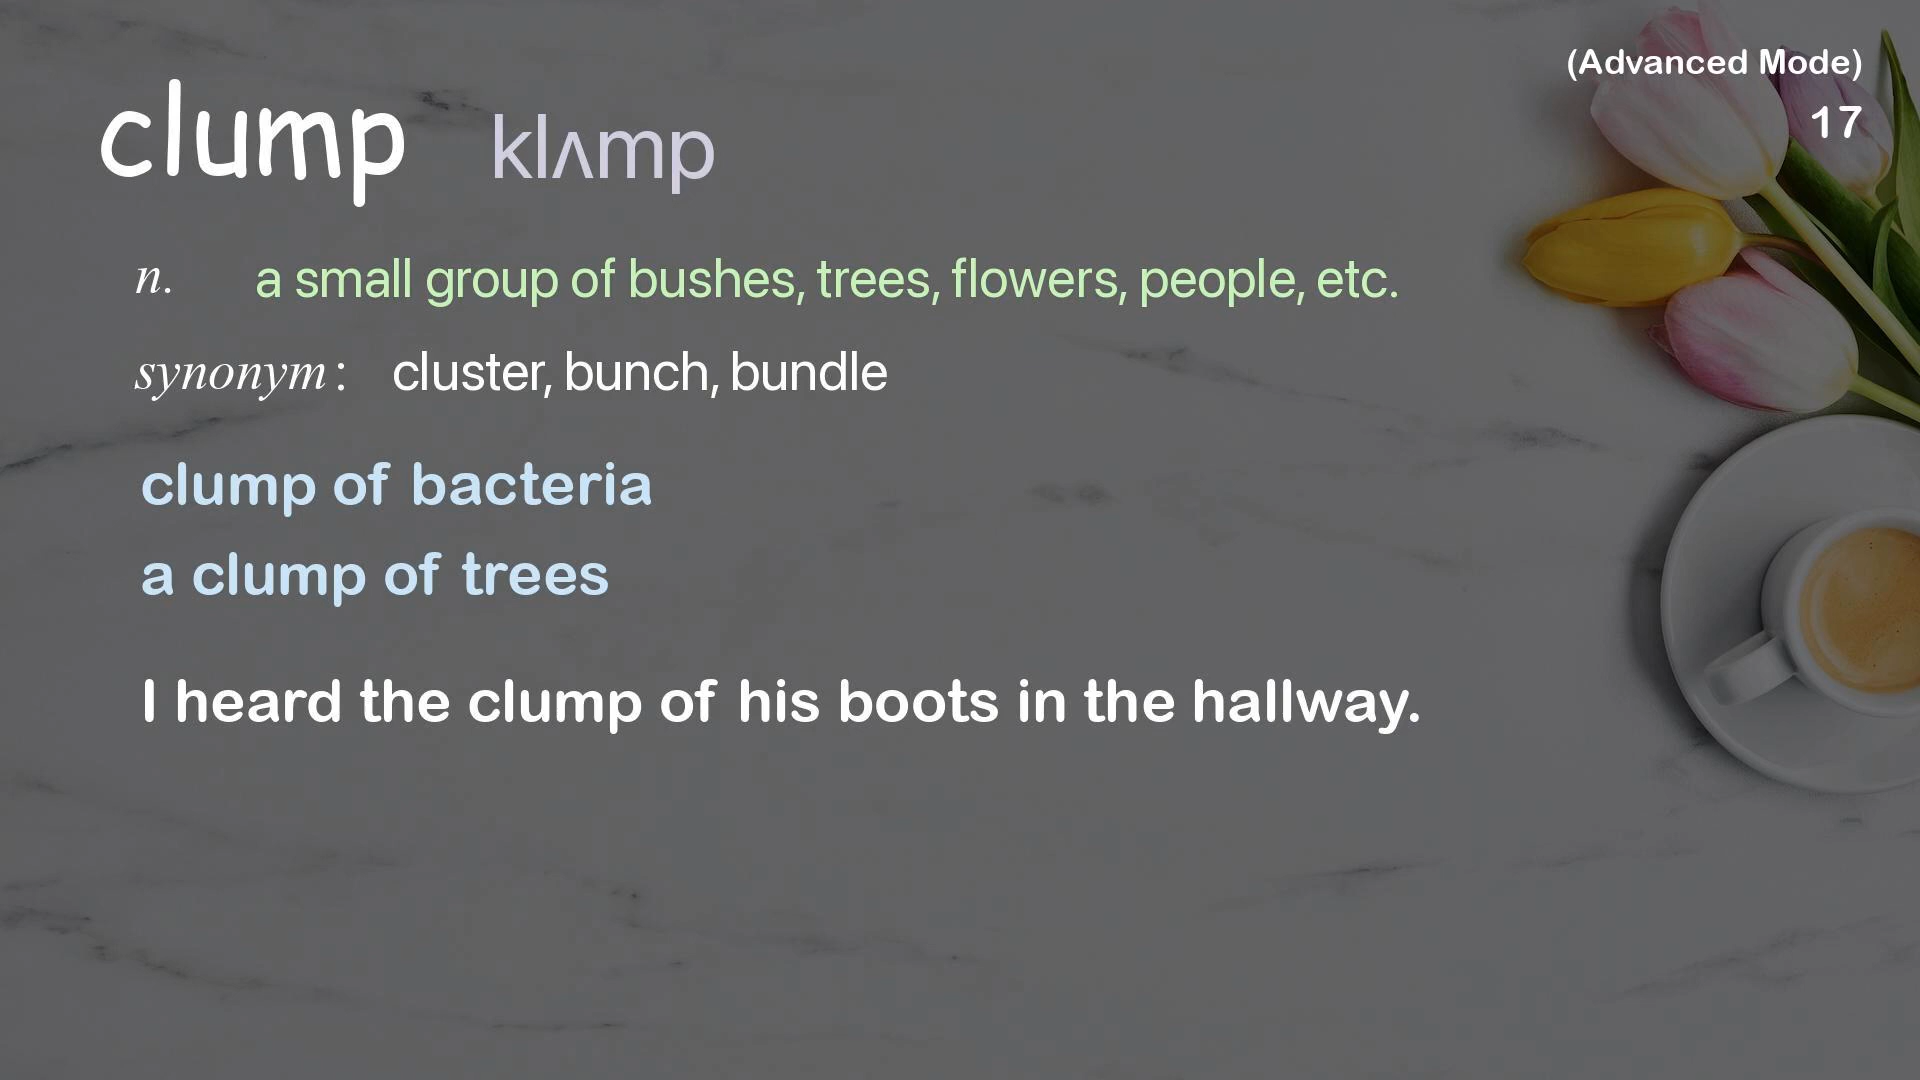 (Advanced Mode)
17
clump klʌmp
n. a small group of bushes, trees, flowers, people, etc.
synonym: cluster, bunch, bundle
clump of bacteria
a clump of trees
I heard the clump of his boots in the hallway.